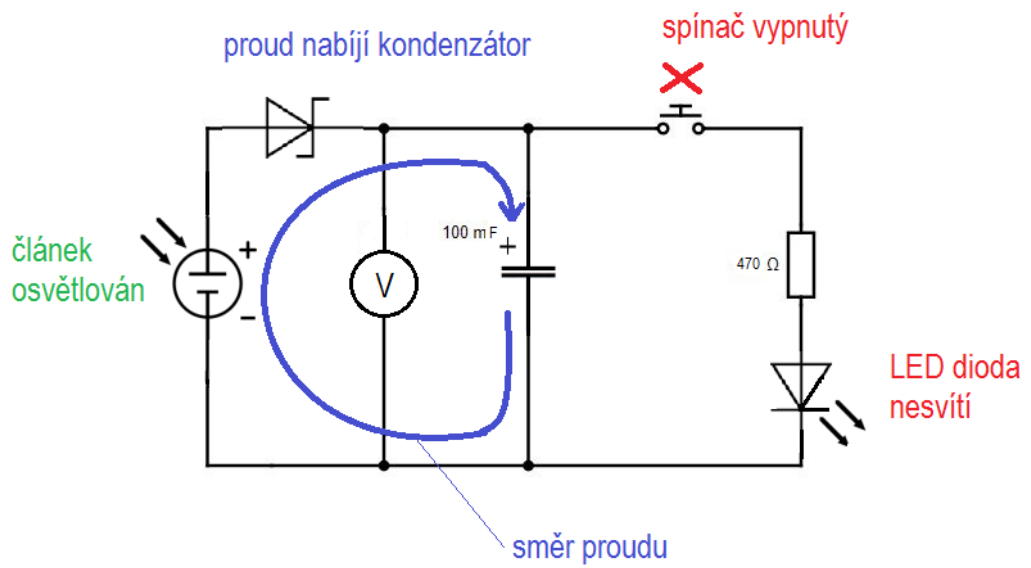 proud nabíjí kondenzátor
spínač vypnutý
článek
osvětlován
+
−
V
100 mF
+
470 Ω
LED dioda
nesvítí
směr proudu